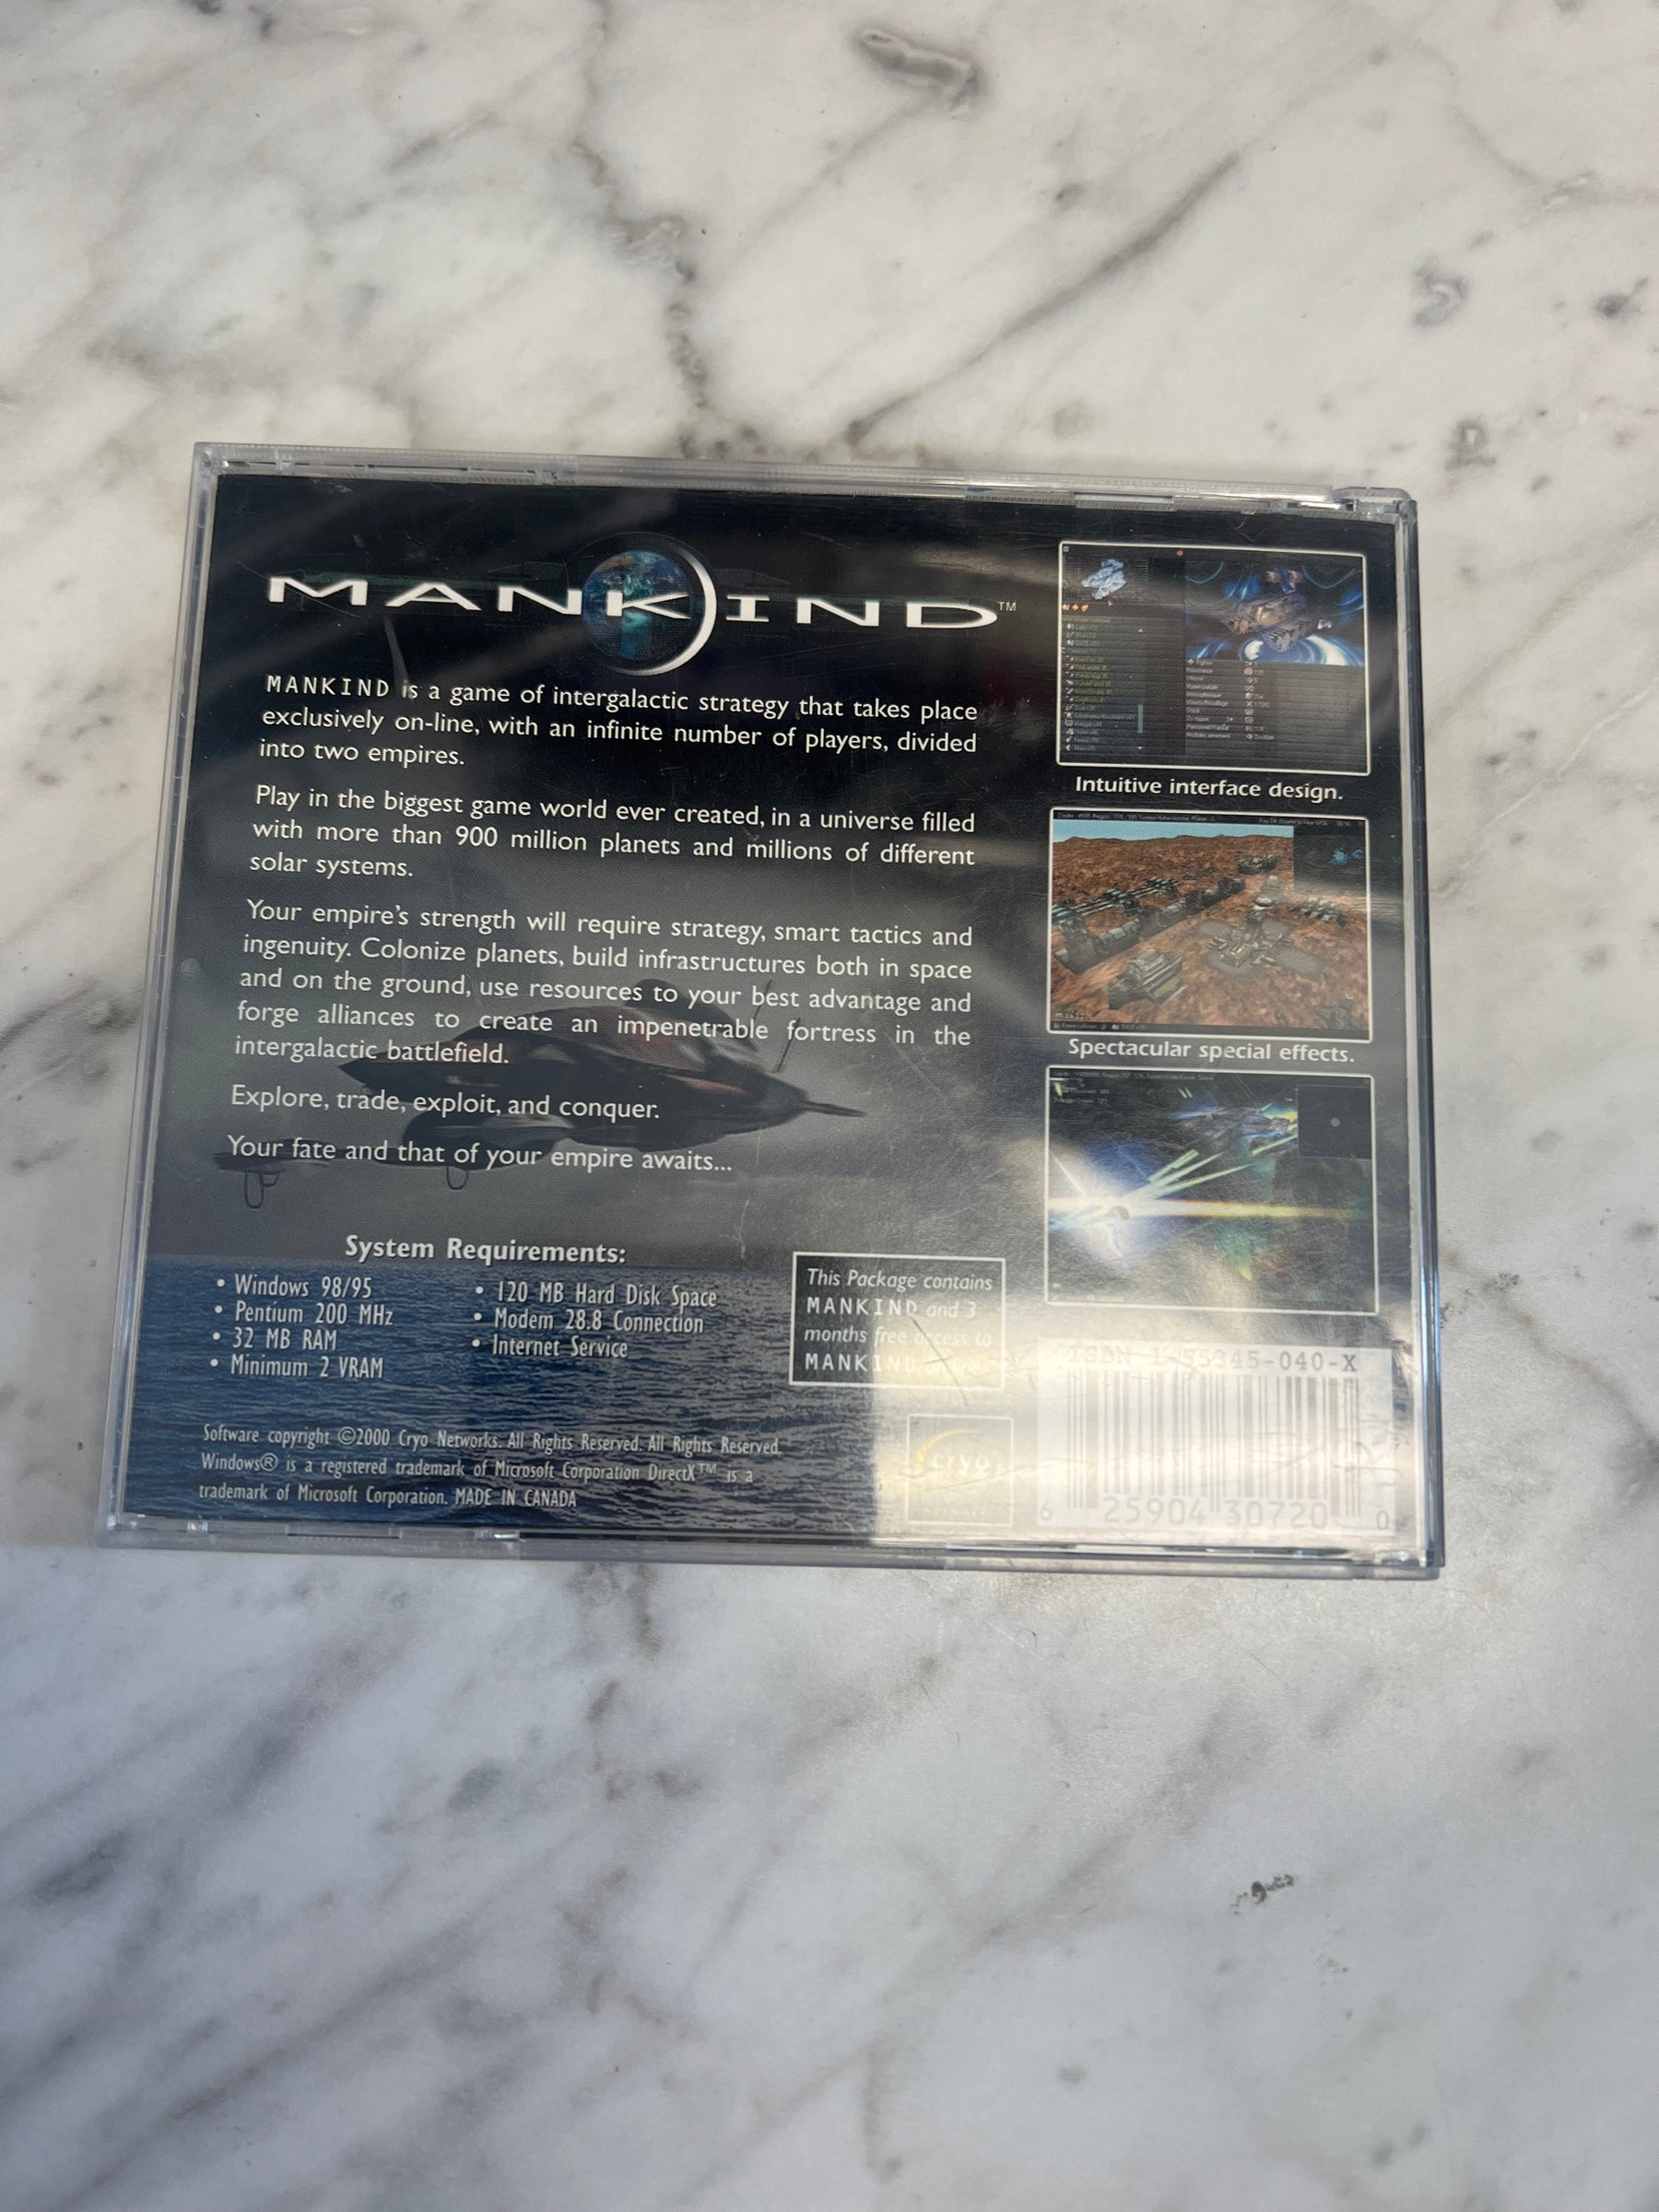 MANKIND™
MANKIND is a game of intergalactic strategy that takes place
exclusively on-line, with an infinite number of players, divided
into two empires.
Play in the biggest game world ever created, in a universe filled
with more than 900 million planets and millions of different
solar systems.
Your empire's strength will require strategy, smart tactics and
ingenuity. Colonize planets, build infrastructures both in space
and on the ground, use resources to your best advantage and
forge alliances to create an impenetrable fortress in the
intergalactic battlefield.
Explore, trade, exploit, and conquer.
Your fate and that of your empire awaits...
Intuitive interface design.
Spectacular special effects.
System Requirements:
• Windows 98/95
• Pentium 200 MHz
• 32 MB RAM
• Minimum 2 VRAM
• 120 MB Hard Disk Space
• Modem 28.8 Connection
• Internet Service
This Package contains
MANKIND and 3
months free access to
MANKIND
Software copyright ©2000 Cryo Networks. All Rights Reserved. All Rights Reserved.
Windows® is a registered trademark of Microsoft Corporation DirectX™ is a
trademark of Microsoft Corporation. MADE IN CANADA
cryo
ISBN 1-55345-040-X
6 25904 30720 0